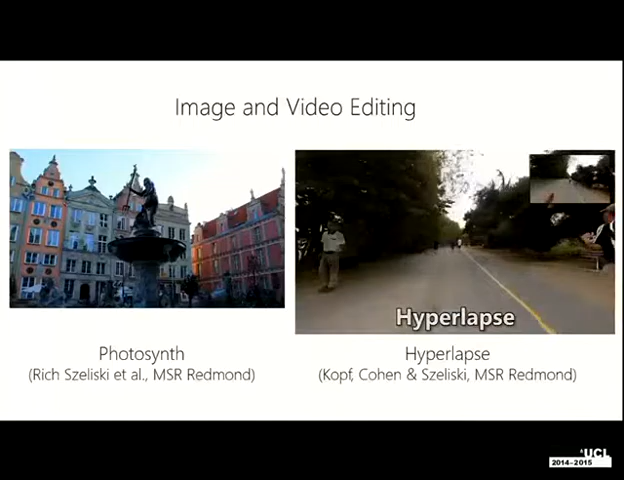 Image and Video Editing
Hyperlapse
Photosynth
(Rich Szeliski et al., MSR Redmond)
Hyperlapse
(Kopf, Cohen & Szeliski, MSR Redmond)
UCL
2014-2015